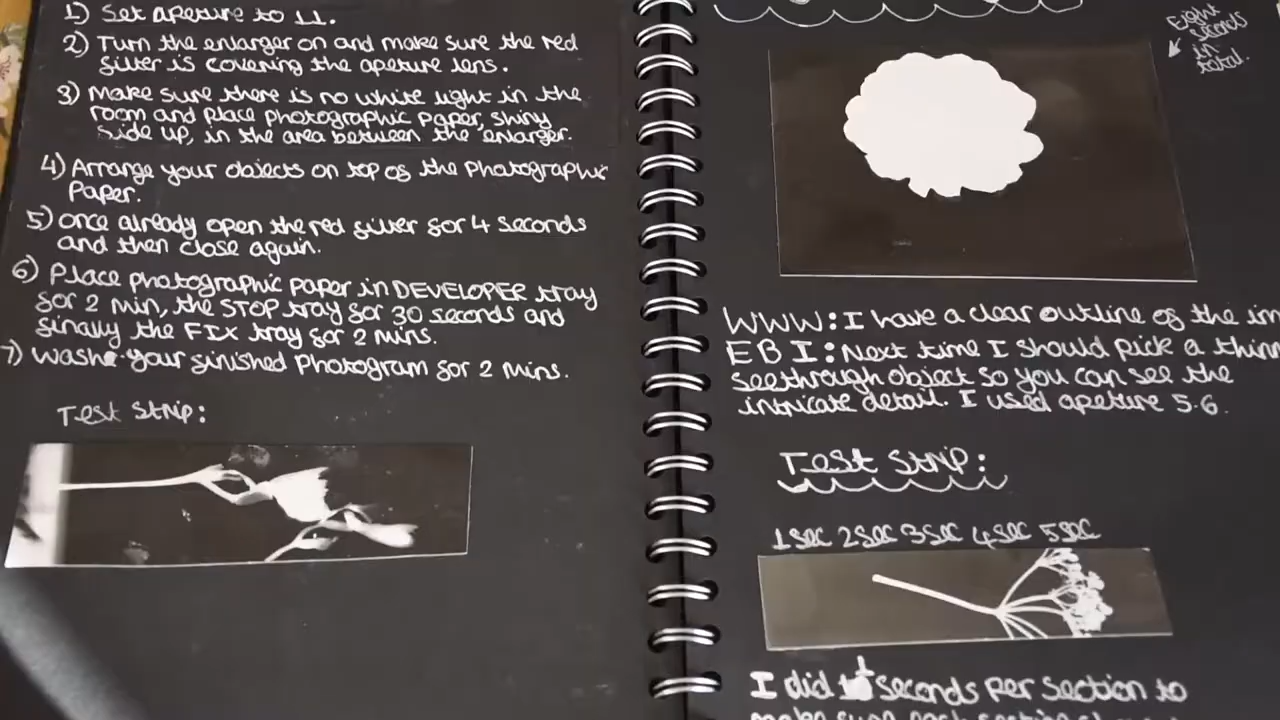 1) Set apeture to 11.
2) Turn the enlarger on and make sure the red
filter is covering the apeture lens.
3) Make sure there is no white light in the
room and place photographic paper, shiny
side up, in the area between the enlarger.
4) Arrange your objects on top of the Photographic
Paper.
5) Once already open the red filter for 4 seconds
and then close again.
6) Place photographic paper in DEVELOPER tray
for 2 min, the STOP tray for 30 seconds and
finally the FIX tray for 2 mins.
7) Washe your finished Photogram for 2 mins.
Test Strip:
Eight
seconds
in
total.
WWW: I have a clear outline of the im
EBI: Next time I should pick a thinn
seethrough object so you can see the
intricate detail. I used apeture 5.6.
Test Strip:
1sec 2sec 3sec 4sec 5sec
I did seconds per section to